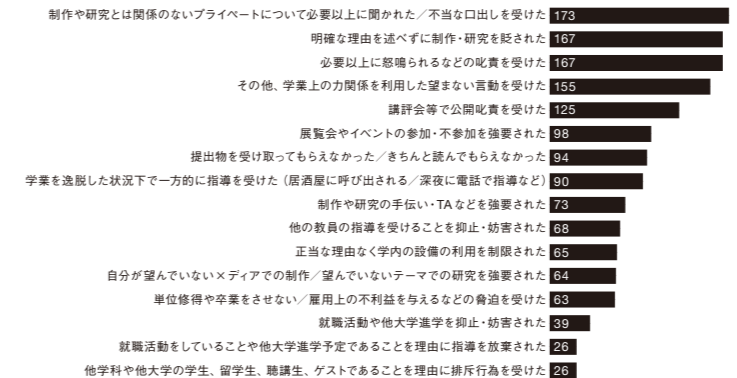 制作や研究とは関係のないプライベートについて必要以上に聞かれた／不当な口出しを受けた 173
明確な理由を述べずに制作・研究を貶された 167
必要以上に怒鳴られるなどの叱責を受けた 167
その他、学業上の力関係を利用した望まない言動を受けた 155
講評会等で公開叱責を受けた 125
展覧会やイベントの参加・不参加を強要された 98
提出物を受け取ってもらえなかった／きちんと読んでもらえなかった 94
学業を逸脱した状況下で一方的に指導を受けた（居酒屋に呼び出される／深夜に電話で指導など） 90
制作や研究の手伝い・TAなどを強要された 73
他の教員の指導を受けることを抑止・妨害された 68
正当な理由なく学内の設備の利用を制限された 65
自分が望んでいない×ディアでの制作／望んでいないテーマでの研究を強要された 64
単位修得や卒業をさせない／雇用上の不利益を与えるなどの脅迫を受けた 63
就職活動や他大学進学を抑止・妨害された 39
就職活動をしていることや他大学進学予定であることを理由に指導を放棄された 26
他学科や他大学の学生、留学生、聴講生、ゲストであることを理由に排斥行為を受けた 26